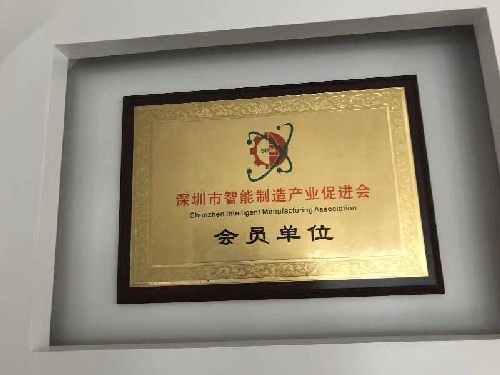 深圳市智能制造产业促进会
Shenzhen Intelligent Manufacturing Association
会员单位